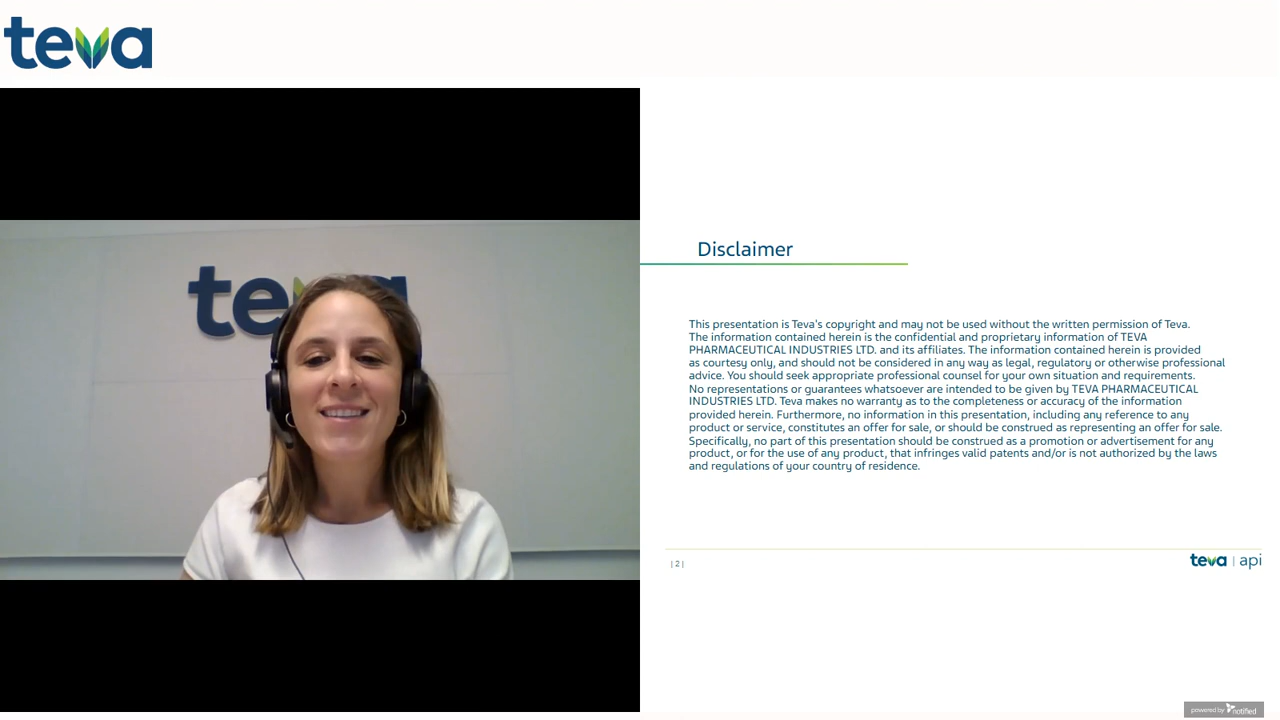 teva
te a
Disclaimer
This presentation is Teva's copyright and may not be used without the written permission of Teva.
The information contained herein is the confidential and proprietary information of TEVA
PHARMACEUTICAL INDUSTRIES LTD. and its affiliates. The information contained herein is provided
as courtesy only, and should not be considered in any way as legal, regulatory or otherwise professional
advice. You should seek appropriate professional counsel for your own situation and requirements.
No representations or guarantees whatsoever are intended to be given by TEVA PHARMACEUTICAL
INDUSTRIES LTD. Teva makes no warranty as to the completeness or accuracy of the information
provided herein. Furthermore, no information in this presentation, including any reference to any
product or service, constitutes an offer for sale, or should be construed as representing an offer for sale.
Specifically, no part of this presentation should be construed as a promotion or advertisement for any
product, or for the use of any product, that infringes valid patents and/or is not authorized by the laws
and regulations of your country of residence.
| 2 |
teva | api
powered by notified